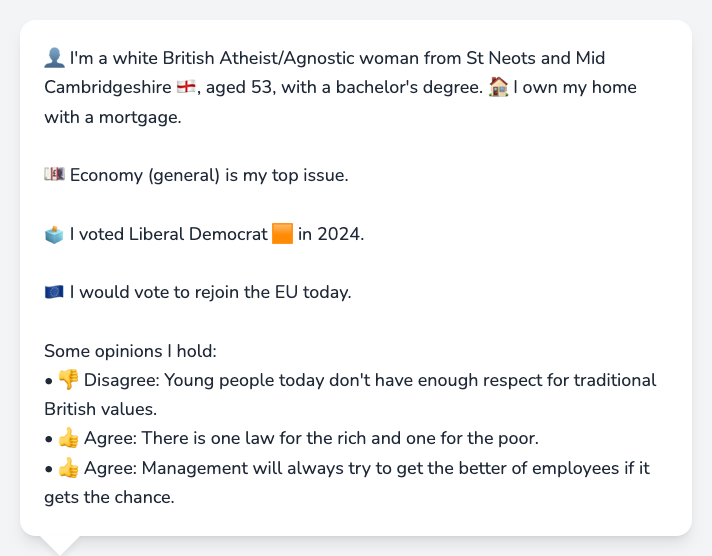 👤 I'm a white British Atheist/Agnostic woman from St Neots and Mid
Cambridgeshire 🏴󠁧󠁢󠁥󠁮󠁧󠁿, aged 53, with a bachelor's degree. 🏠 I own my home
with a mortgage.
💷 Economy (general) is my top issue.
🗳️ I voted Liberal Democrat 🟧 in 2024.
🇪🇺 I would vote to rejoin the EU today.
Some opinions I hold:
• 👎 Disagree: Young people today don't have enough respect for traditional
British values.
• 👍 Agree: There is one law for the rich and one for the poor.
• 👍 Agree: Management will always try to get the better of employees if it
gets the chance.